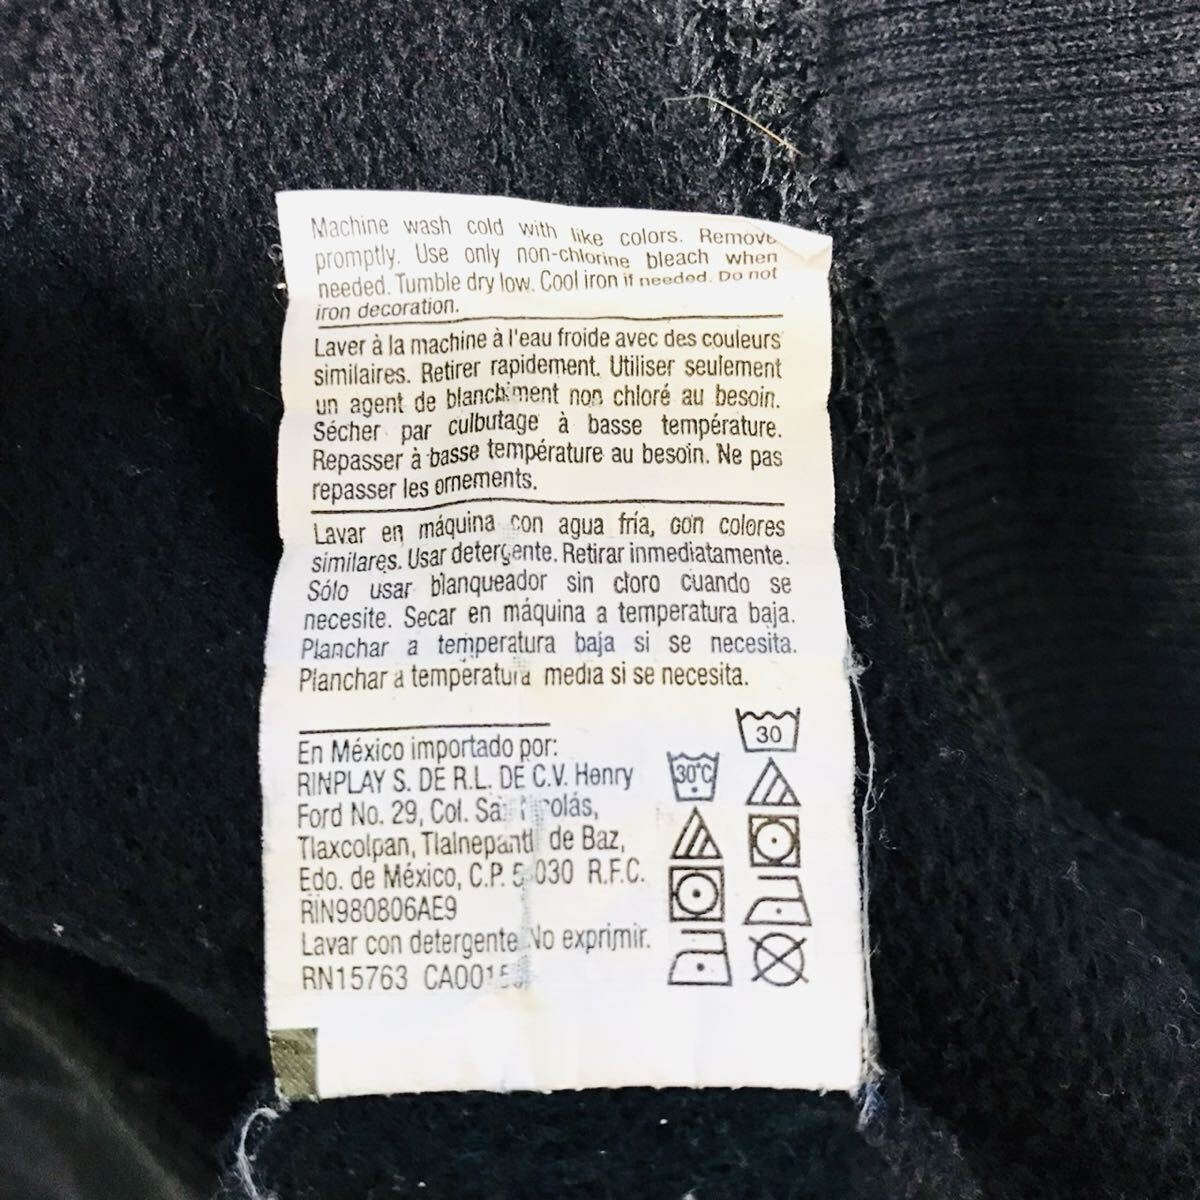 Machine wash cold with like colors. Remove
promptly. Use only non-chlorine bleach when
needed. Tumble dry low. Cool iron if needed. Do not
iron decoration.
Laver à la machine à l'eau froide avec des couleurs
similaires. Retirer rapidement. Utiliser seulement
un agent de non chloré au besoin.
Sécher par culbutage à basse température.
Repasser à basse température au besoin. Ne pas
repasser les ornements.
Lavar en máquina con agua fría, con colores
similares. Usar detergente. Retirar inmediatamente.
Sólo usar blanqueador sin cloro cuando se
necesite. Secar en máquina a temperatura baja.
Planchar a temperatura baja si se necesita.
Planchar a temperatura media si se necesita.
En México importado por:
RINPLAY S. DE R.L. DE C.V. Henry
Ford No. 29, Col.
Tlaxcolpan, de Baz,
Edo. de México, C.P. R.F.C.
RIN980806AE9
Lavar con detergente No exprimir.
RN15763
30
30°C